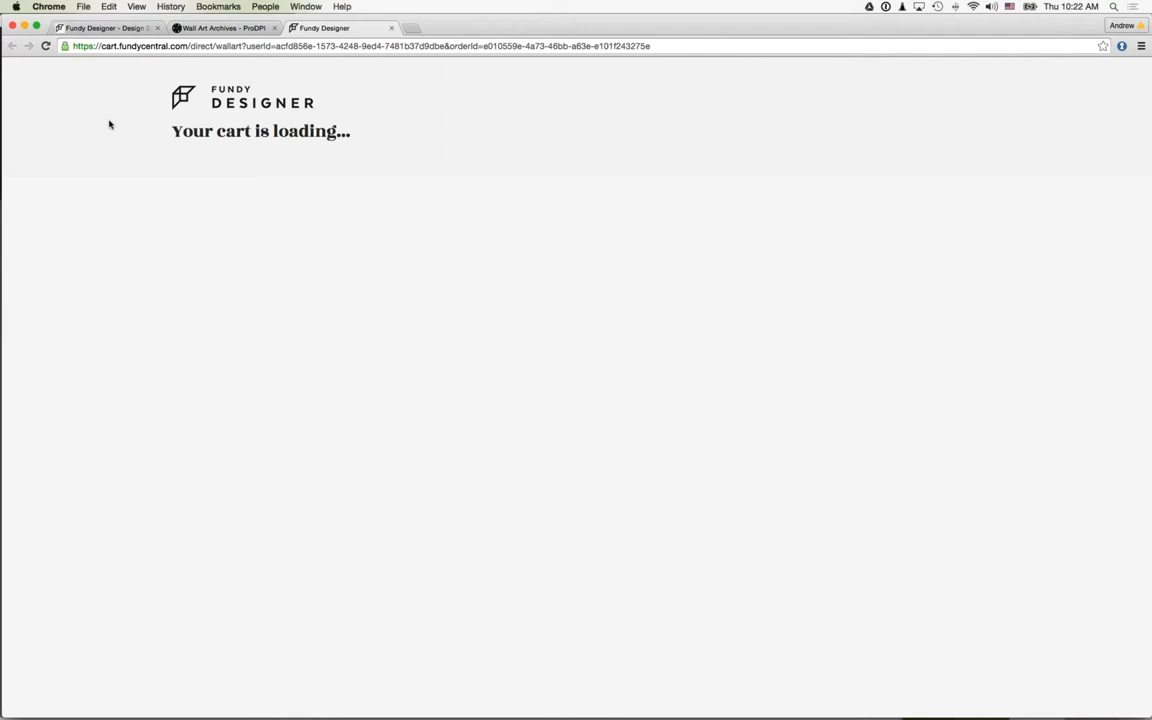 Chrome File Edit View History Bookmarks People Window Help Thu 10:22 AM
Fundy Designer - Design E Wall Art Archives - ProDPI Fundy Designer Andrew
https://cart.fundycentral.com/direct/wallart?userId=acfd856e-1573-4248-9ed4-7481b37d9dbe&orderId=e010559e-4a73-46bb-a63e-e101f243275e
FUNDY
DESIGNER
Your cart is loading...